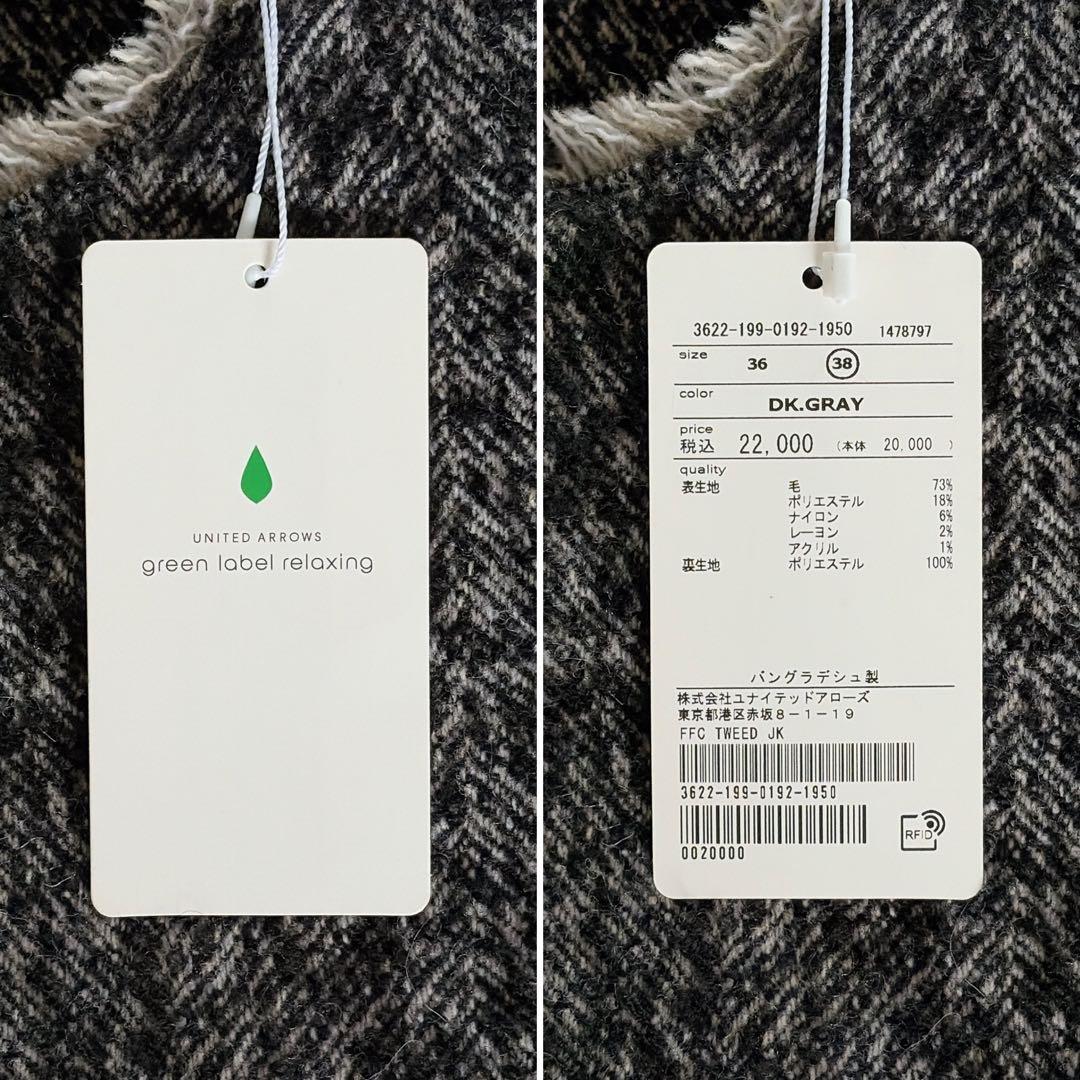 UNITED ARROWS
green label relaxing
3622-199-0192-1950 1478797
size 36 38
color
DK.GRAY
price
税込 22,000 (本体 20,000 )
quality
表生地 毛 73%
ポリエステル 18%
ナイロン 6%
レーヨン 2%
アクリル 1%
裏生地 ポリエステル 100%
バングラデシュ製
株式会社ユナイテッドアローズ
東京都港区赤坂8-1-19
FFC TWEED JK
3622-199-0192-1950
0020000
RFID